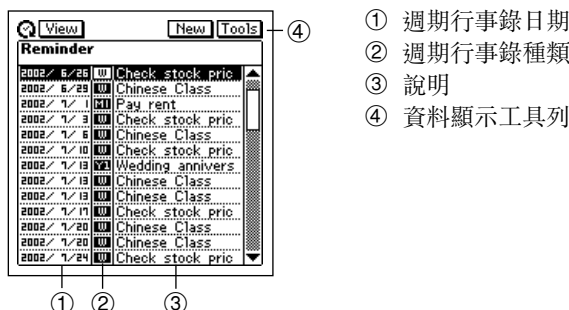 View New Tools ④
Reminder
2002/ 6/26 W Check stock pric
2002/ 6/29 W Chinese Class
2002/ 7/ 1 M1 Pay rent
2002/ 7/ 3 W Check stock pric
2002/ 7/ 6 W Chinese Class
2002/ 7/10 W Check stock pric
2002/ 7/13 Y1 Wedding annivers
2002/ 7/13 W Chinese Class
2002/ 7/13 W Chinese Class
2002/ 7/17 W Check stock pric
2002/ 7/20 W Chinese Class
2002/ 7/20 W Chinese Class
2002/ 7/24 W Check stock pric
① ② ③
① 週期行事錄日期
② 週期行事錄種類
③ 說明
④ 資料顯示工具列